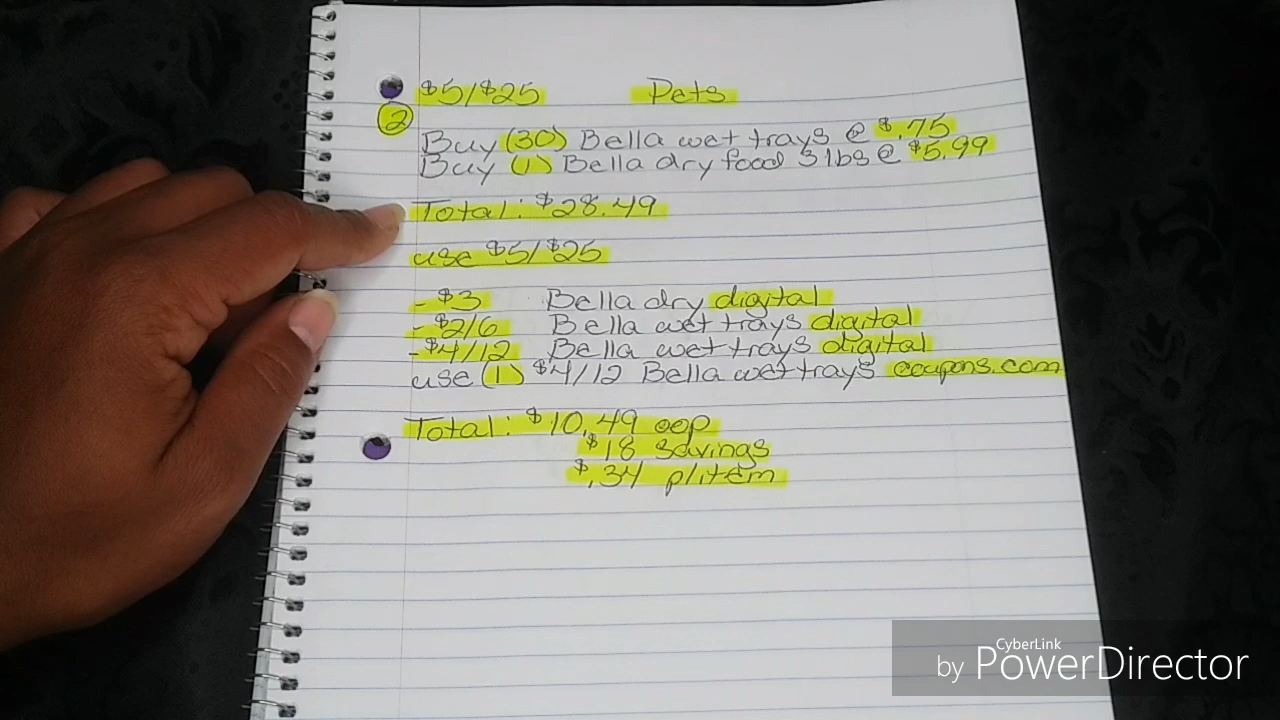 $5/$25 Pets
2
Buy (30) Bella wet trays @ $.75
Buy (1) Bella dry food 3 lbs @ $5.99
Total: $28.49
use $5/$25
- $3 Bella dry digital
- $2/6 Bella wet trays digital
- $4/12 Bella wet trays digital
use (1) $4/12 Bella wet trays coupons.com
Total: $10.49 oop
$18 savings
$.34 p/item
CyberLink
by PowerDirector